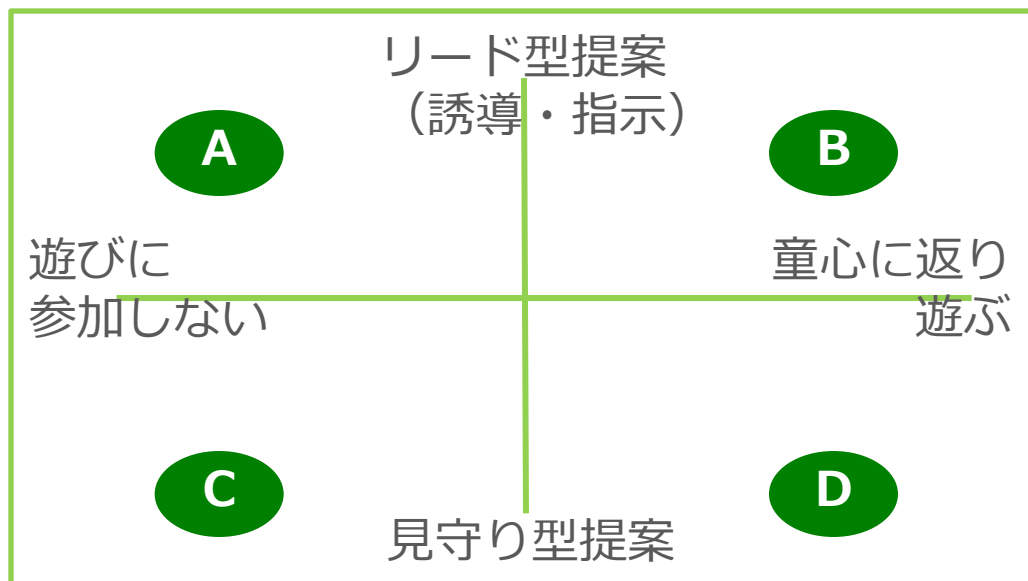 リード型提案
（誘導・指示）
A
B
遊びに
参加しない
童心に返り
遊ぶ
C
D
見守り型提案